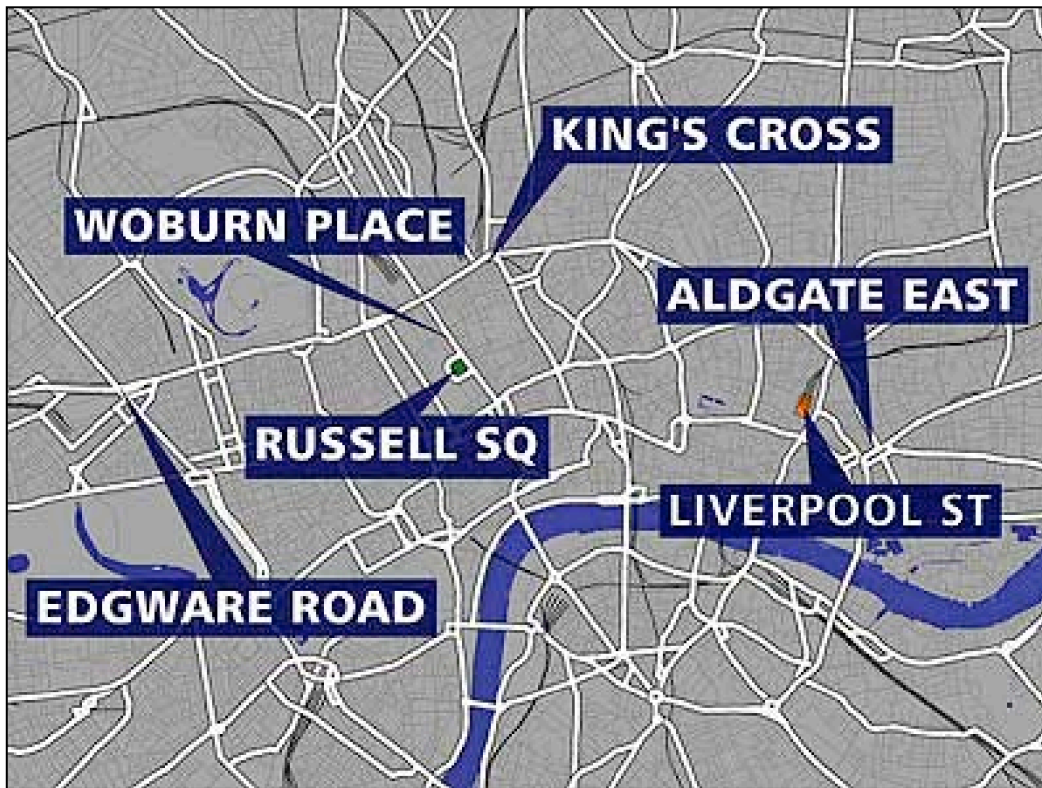 KING'S CROSS
WOBURN PLACE
ALDGATE EAST
RUSSELL SQ
LIVERPOOL ST
EDGWARE ROAD